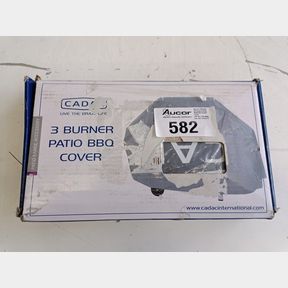 CADAC
LIVE THE BRAAI LIFE
3 BURNER
PATIO BBQ
COVER
Aucor
582
www.cadacinternational.com